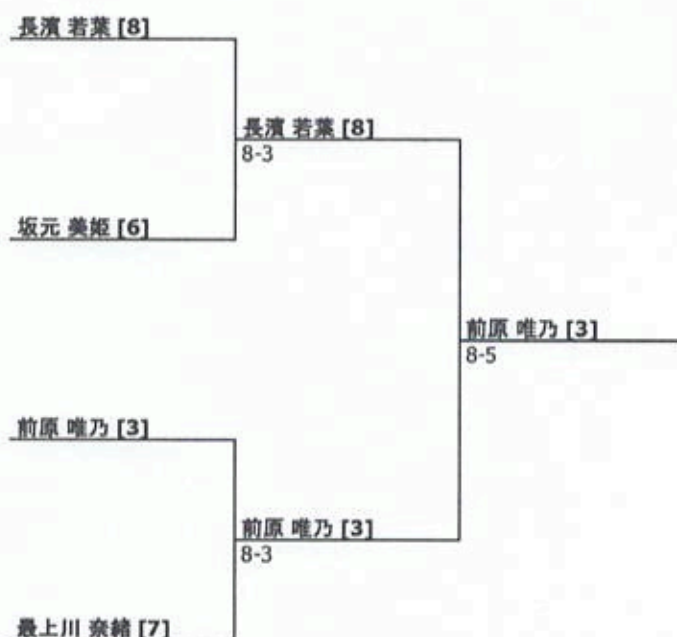 長濱 若葉 [8]
長濱 若葉 [8]
8-3
坂元 美姫 [6]
前原 唯乃 [3]
8-5
前原 唯乃 [3]
前原 唯乃 [3]
8-3
最上川 奈緒 [7]